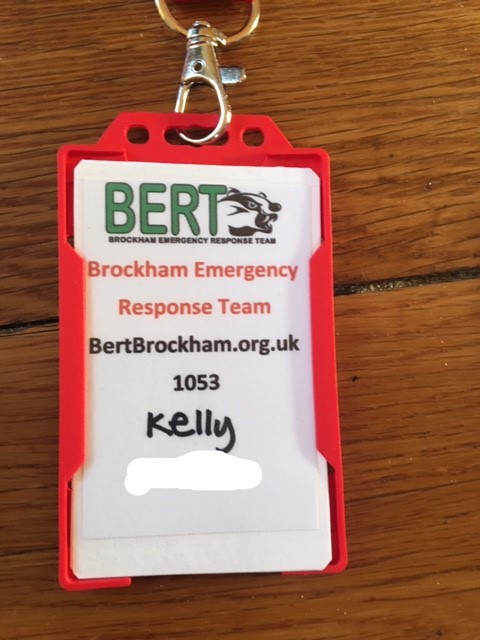 BERT
BROCKHAM EMERGENCY RESPONSE TEAM
Brockham Emergency
Response Team
BertBrockham.org.uk
1053
Kelly